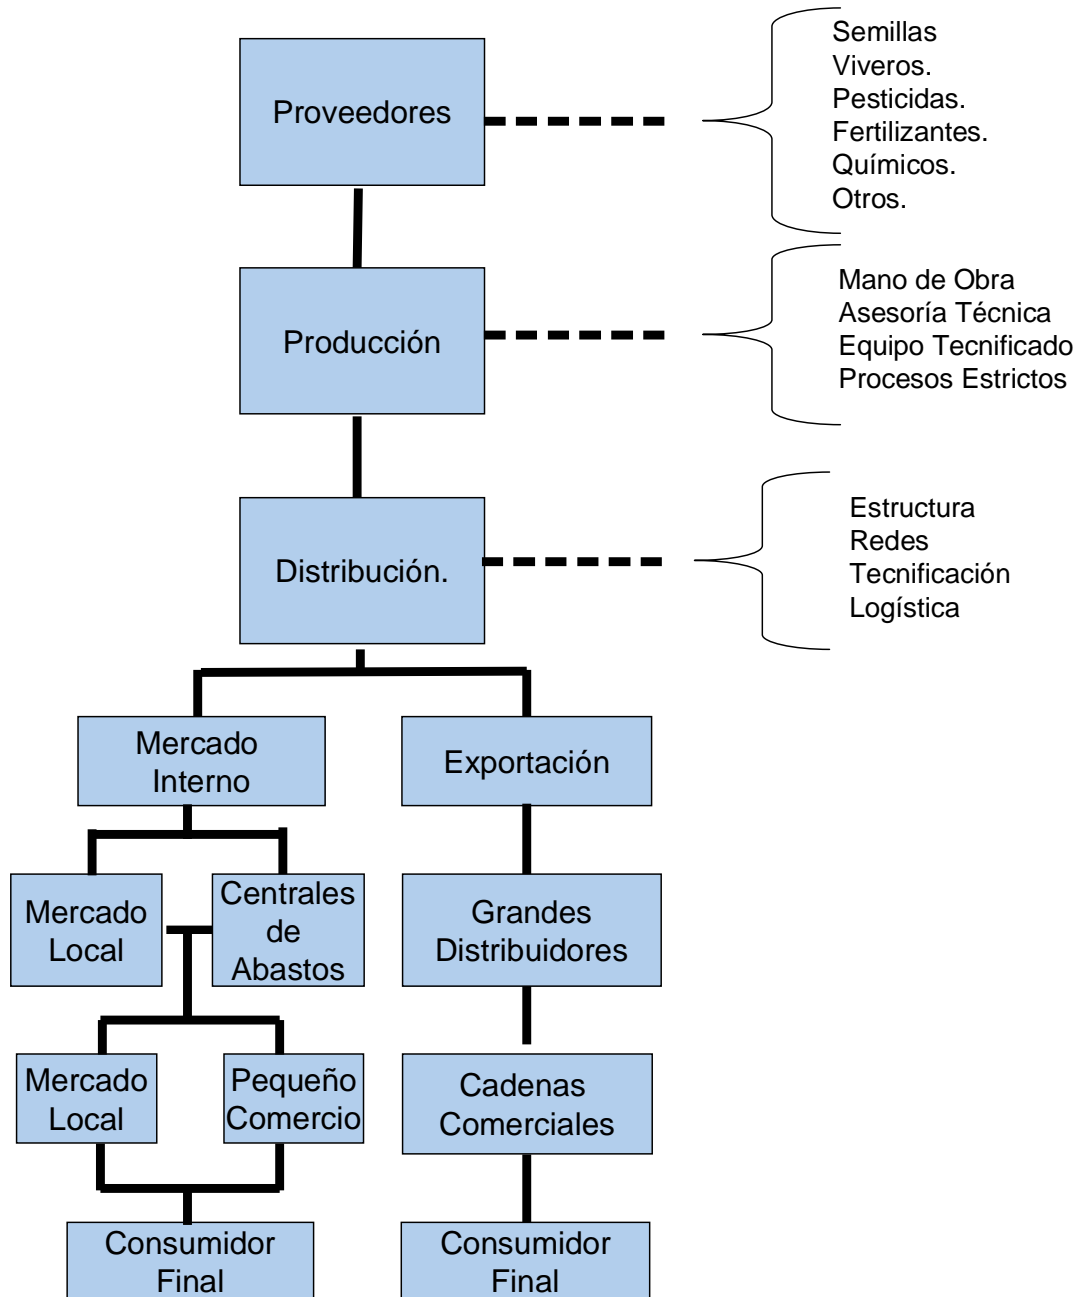 Proveedores
Semillas
Viveros.
Pesticidas.
Fertilizantes.
Químicos.
Otros.
Producción
Mano de Obra
Asesoría Técnica
Equipo Tecnificado
Procesos Estrictos
Distribución.
Estructura
Redes
Tecnificación
Logística
Mercado
Interno
Exportación
Mercado
Local
Centrales
de
Abastos
Grandes
Distribuidores
Mercado
Local
Pequeño
Comercio
Cadenas
Comerciales
Consumidor
Final
Consumidor
Final